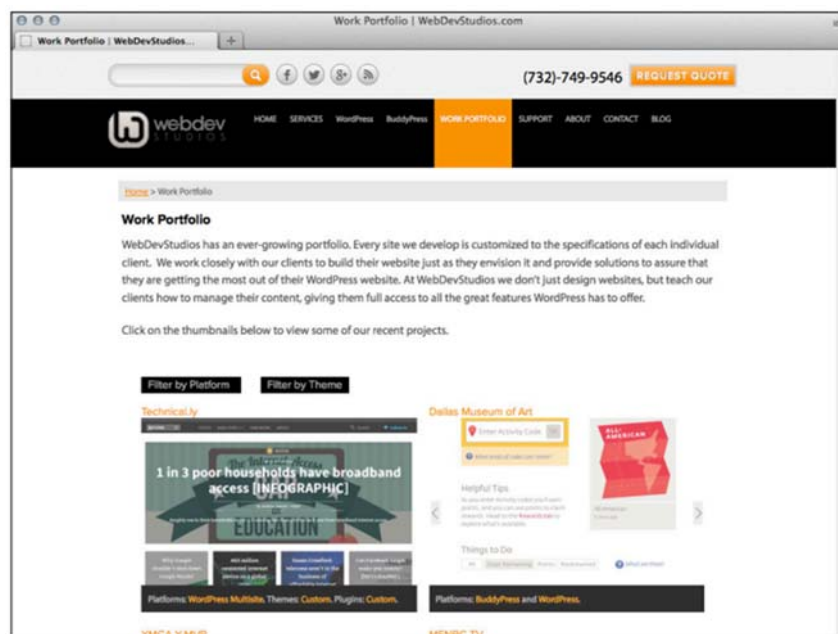 Work Portfolio | WebDevStudios.com
Work Portfolio | WebDevStudios...
(732)-749-9546 REQUEST QUOTE
webdev STUDIOS
HOME SERVICES WordPress BuddyPress WORK PORTFOLIO SUPPORT ABOUT CONTACT BLOG
Home > Work Portfolio
Work Portfolio
WebDevStudios has an ever-growing portfolio. Every site we develop is customized to the specifications of each individual
client. We work closely with our clients to build their website just as they envision it and provide solutions to assure that
they are getting the most out of their WordPress website. At WebDevStudios we don't just design websites, but teach our
clients how to manage their content, giving them full access to all the great features WordPress has to offer.
Click on the thumbnails below to view some of our recent projects.
Filter by Platform Filter by Theme
Technical.ly
1 in 3 poor households have broadband
access [INFOGRAPHIC]
GAP
EDUCATION
Platforms: WordPress Multisite. Themes: Custom. Plugins: Custom.
Dallas Museum of Art
Enter Activity Code
ALL-
AMERICAN
Helpful Tips
Things to Do
Platforms: BuddyPress and WordPress.